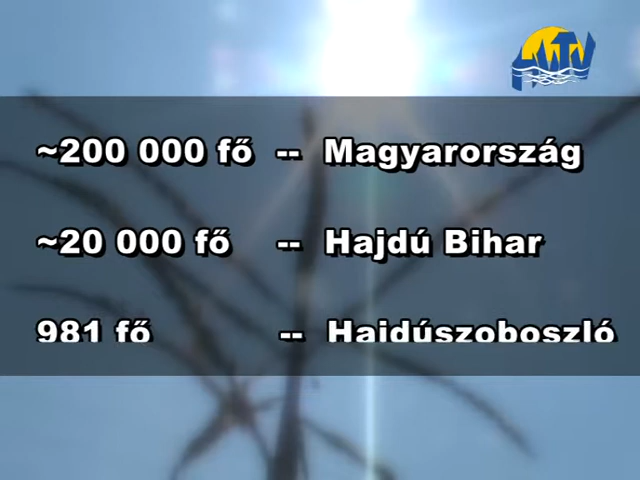 ~200 000 fő -- Magyarország
~20 000 fő -- Hajdú Bihar
981 fő -- Hajdúszoboszló